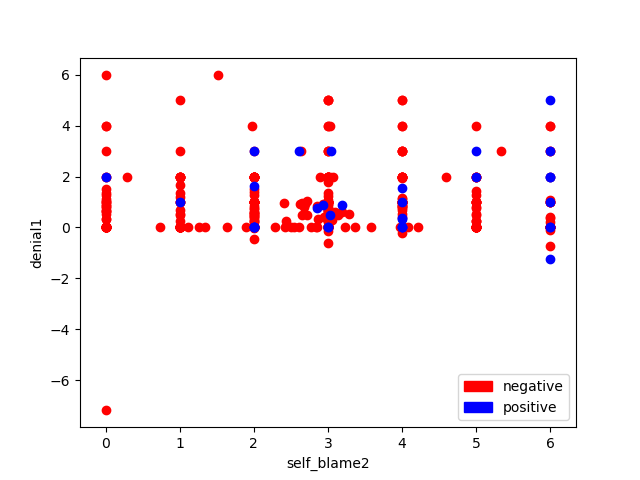 6
4
2
0
−2
−4
−6
denial1
0 1 2 3 4 5 6
self_blame2
negative
positive